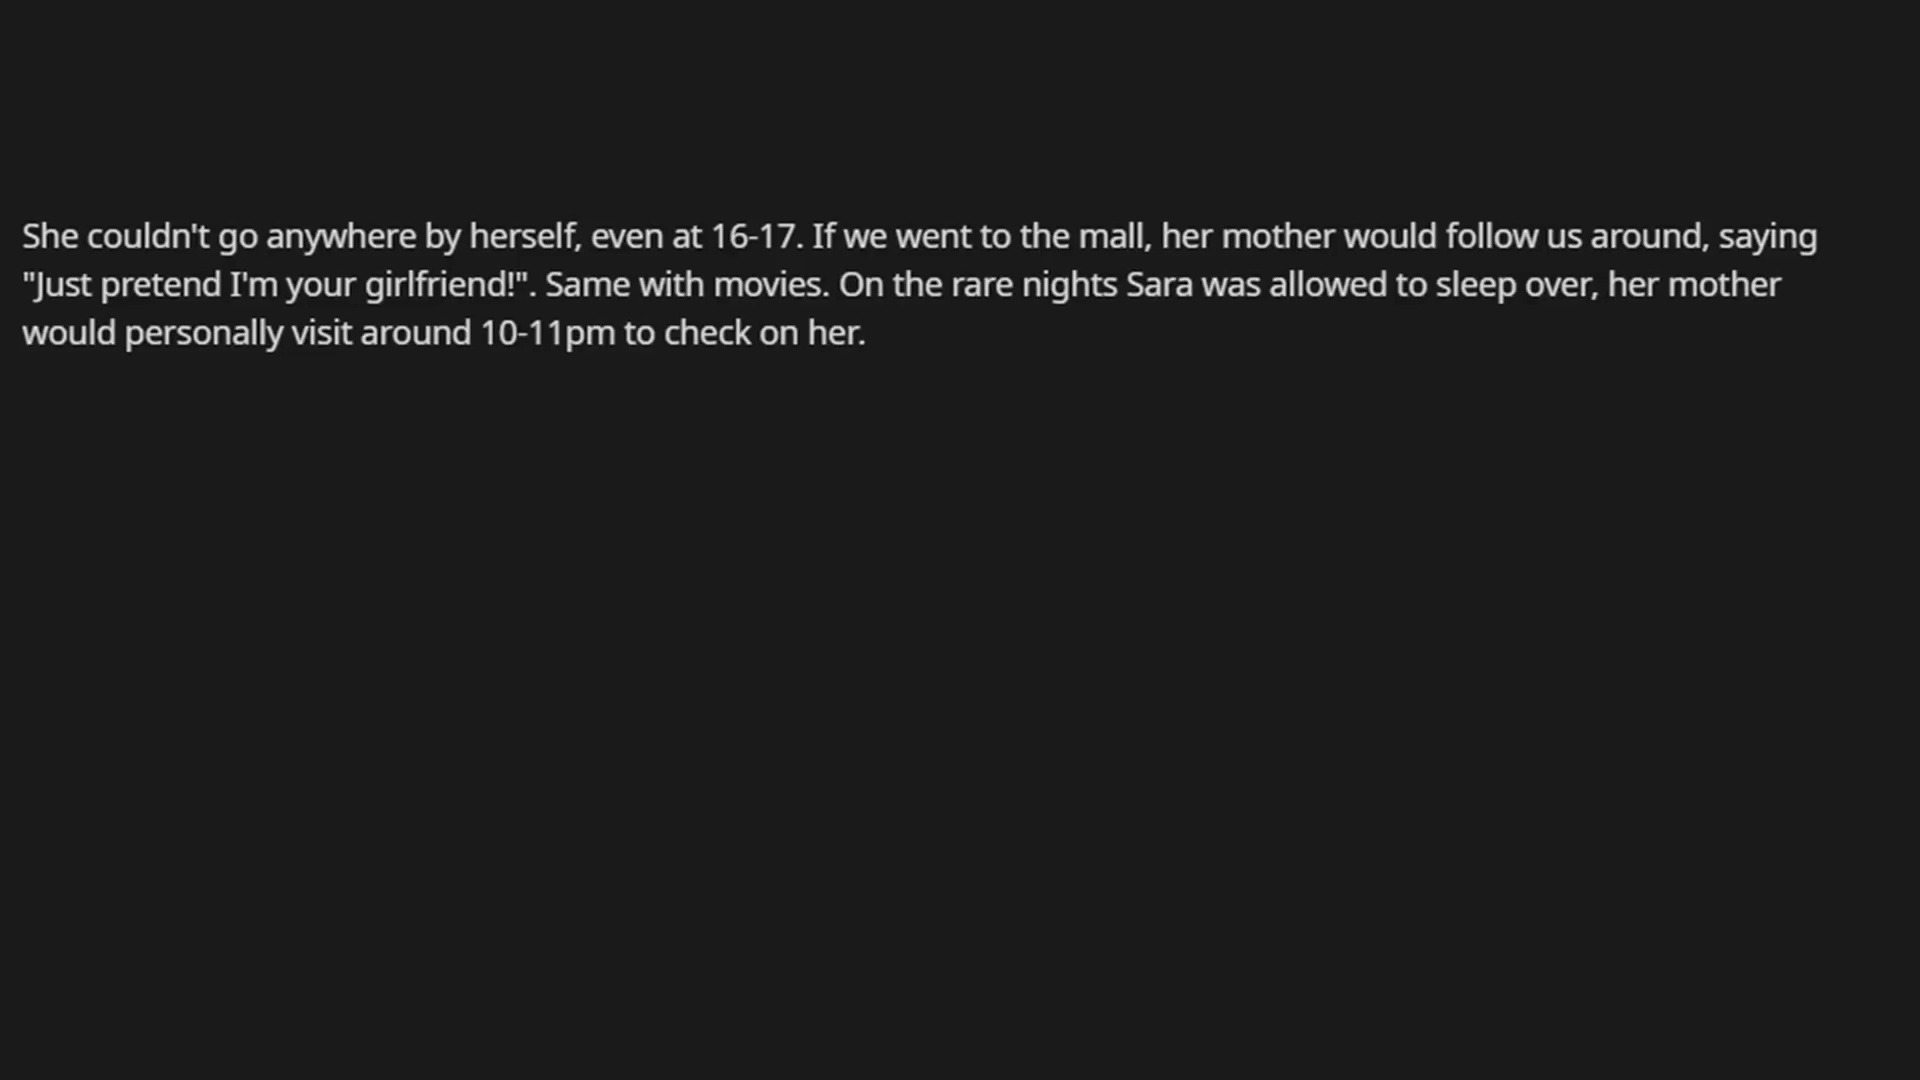 She couldn't go anywhere by herself, even at 16-17. If we went to the mall, her mother would follow us around, saying
"Just pretend I'm your girlfriend!". Same with movies. On the rare nights Sara was allowed to sleep over, her mother
would personally visit around 10-11pm to check on her.